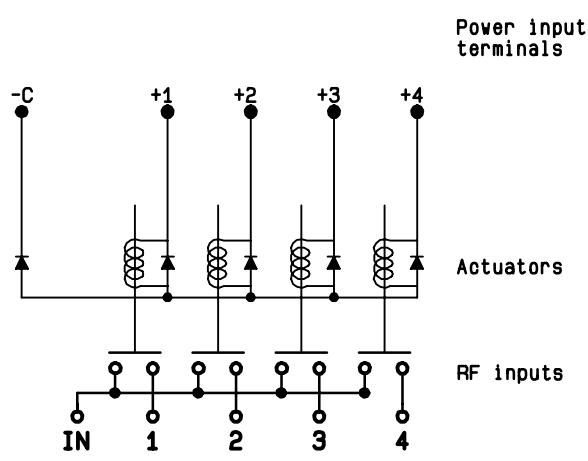 Power input
terminals
-C +1 +2 +3 +4
Actuators
RF inputs
IN 1 2 3 4